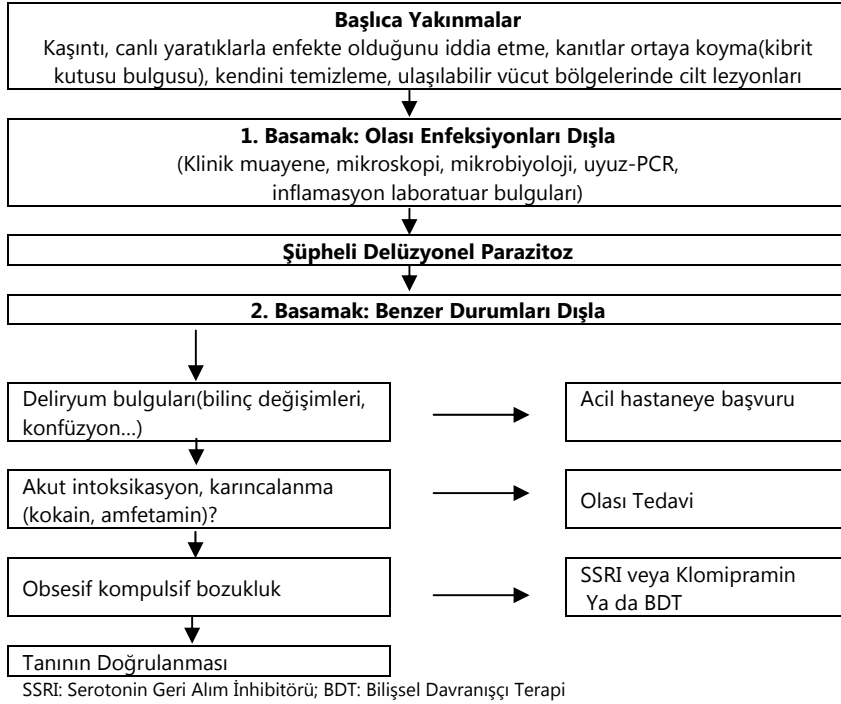 Başlıca Yakınmalar
Kaşıntı, canlı yaratıklarla enfekte olduğunu iddia etme, kanıtlar ortaya koyma(kibrit
kutusu bulgusu), kendini temizleme, ulaşılabilir vücut bölgelerinde cilt lezyonları
1. Basamak: Olası Enfeksiyonları Dışla
(Klinik muayene, mikroskopi, mikrobiyoloji, uyuz-PCR,
inflamasyon laboratuar bulguları)
Şüpheli Delüzyonel Parazitoz
2. Basamak: Benzer Durumları Dışla
Deliryum bulguları(bilinç değişimleri,
konfüzyon...)
Acil hastaneye başvuru
Akut intoksikasyon, karıncalanma
(kokain, amfetamin)?
Olası Tedavi
Obsesif kompulsif bozukluk
SSRI veya Klomipramin
Ya da BDT
Tanının Doğrulanması
SSRI: Serotonin Geri Alım İnhibitörü; BDT: Bilişsel Davranışçı Terapi